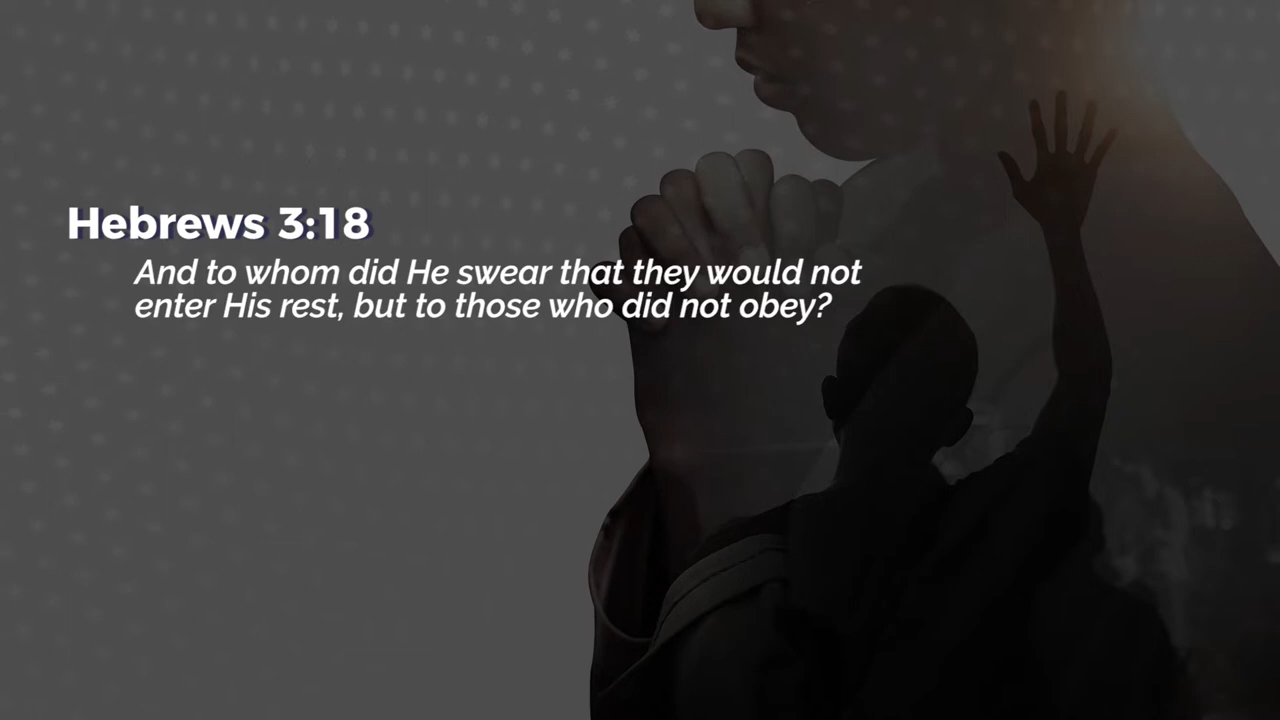 Hebrews 3:18
And to whom did He swear that they would not
enter His rest, but to those who did not obey?